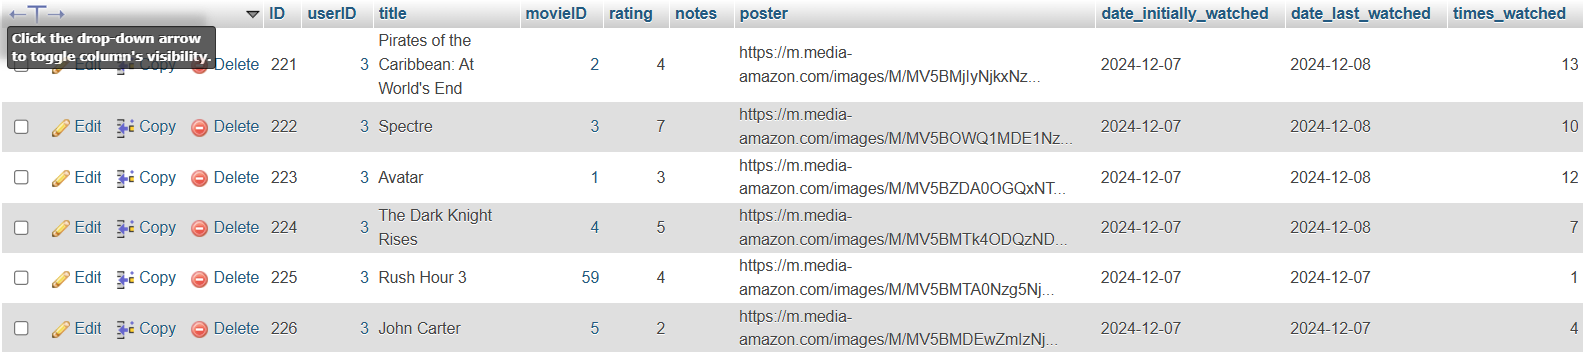 ID userID title movieID rating notes poster date_initially_watched date_last_watched times_watched
Click the drop-down arrow
to toggle column's visibility.
Edit Copy Delete 221 3 Pirates of the
Caribbean: At
World's End 2 4 https://m.media-
amazon.com/images/M/MV5BMjIyNjkxNz... 2024-12-07 2024-12-08 13
Edit Copy Delete 222 3 Spectre 3 7 https://m.media-
amazon.com/images/M/MV5BOWQ1MDE1Nz... 2024-12-07 2024-12-08 10
Edit Copy Delete 223 3 Avatar 1 3 https://m.media-
amazon.com/images/M/MV5BZDA0OGQxNT... 2024-12-07 2024-12-08 12
Edit Copy Delete 224 3 The Dark Knight
Rises 4 5 https://m.media-
amazon.com/images/M/MV5BMTk4ODQzND... 2024-12-07 2024-12-08 7
Edit Copy Delete 225 3 Rush Hour 3 59 4 https://m.media-
amazon.com/images/M/MV5BMTA0Nzg5Nj... 2024-12-07 2024-12-07 1
Edit Copy Delete 226 3 John Carter 5 2 https://m.media-
amazon.com/images/M/MV5BMDEwZmIzNj... 2024-12-07 2024-12-07 4